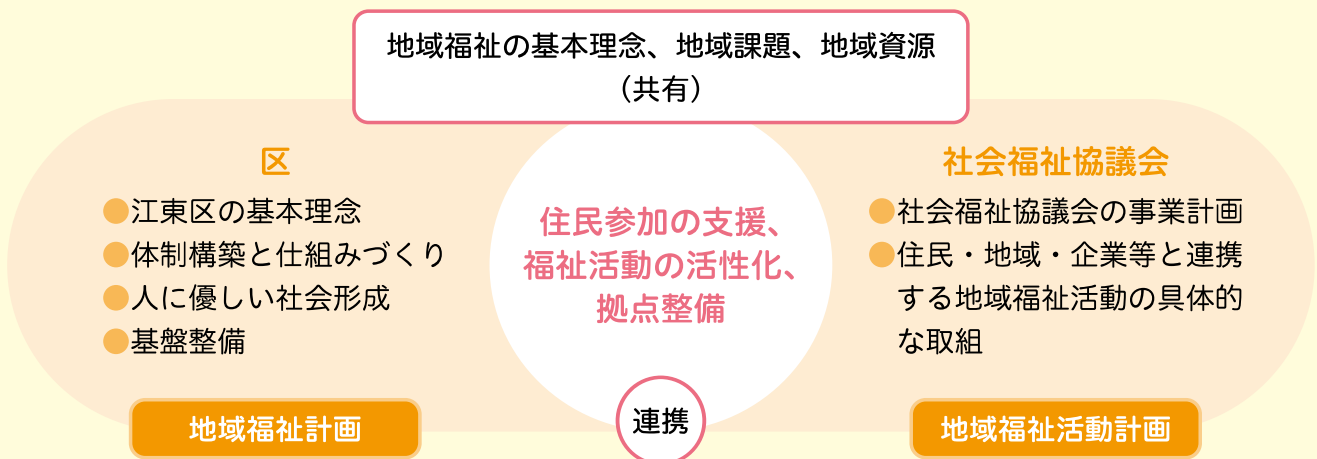 地域福祉の基本理念、地域課題、地域資源
（共有）
区
●江東区の基本理念
●体制構築と仕組みづくり
●人に優しい社会形成
●基盤整備
地域福祉計画
住民参加の支援、
福祉活動の活性化、
拠点整備
連携
社会福祉協議会
●社会福祉協議会の事業計画
●住民・地域・企業等と連携
する地域福祉活動の具体的
な取組
地域福祉活動計画